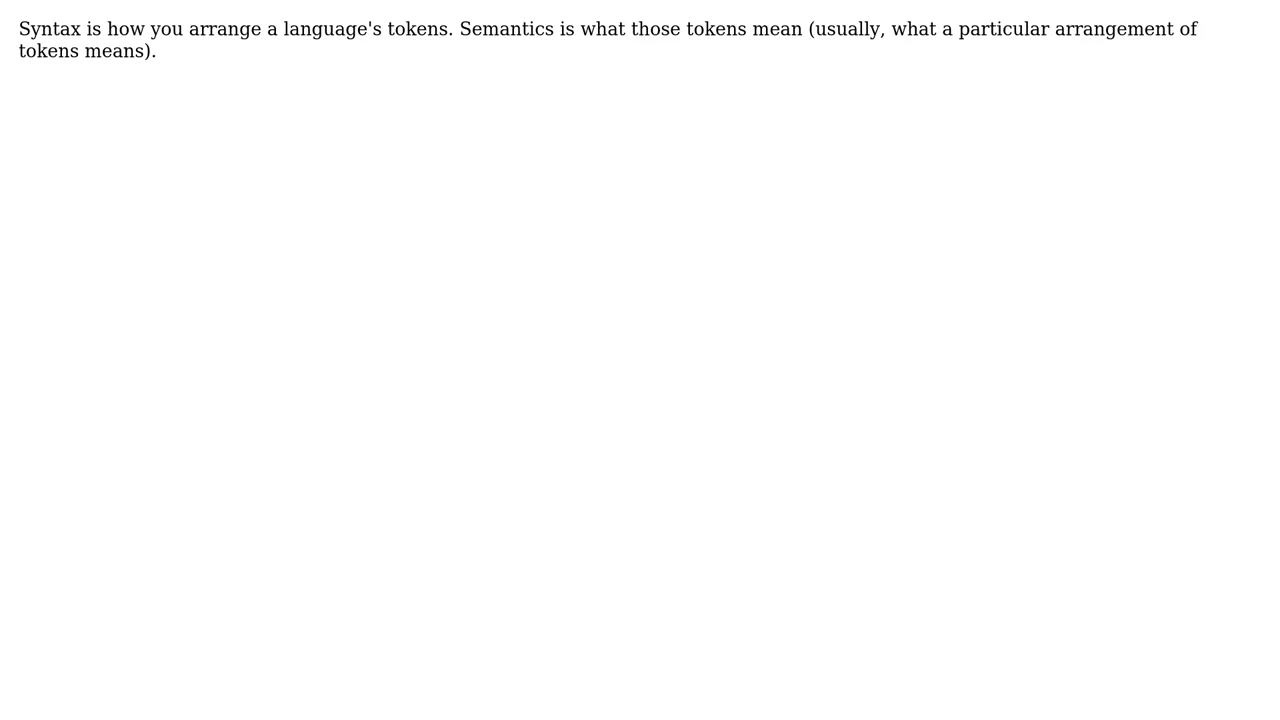 Syntax is how you arrange a language's tokens. Semantics is what those tokens mean (usually, what a particular arrangement of
tokens means).